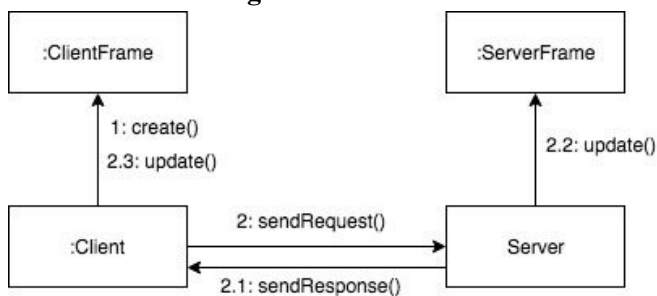 :ClientFrame
:ServerFrame
1: create()
2.3: update()
2.2: update()
:Client
2: sendRequest()
Server
2.1: sendResponse()